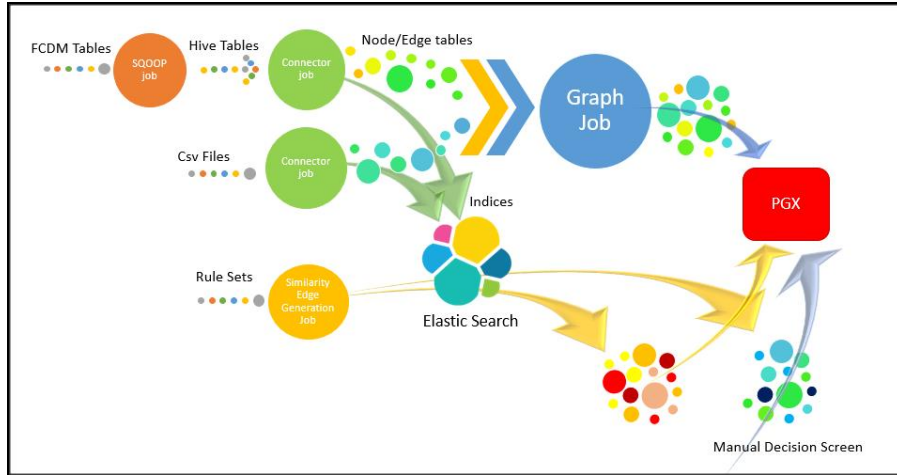 FCDM Tables
SQOOP
job
Hive Tables
Connector
job
Node/Edge tables
Graph
Job
Csv Files
Connector
job
Indices
PGX
Rule Sets
Similarity
Edge
Generation
Job
Elastic Search
Manual Decision Screen